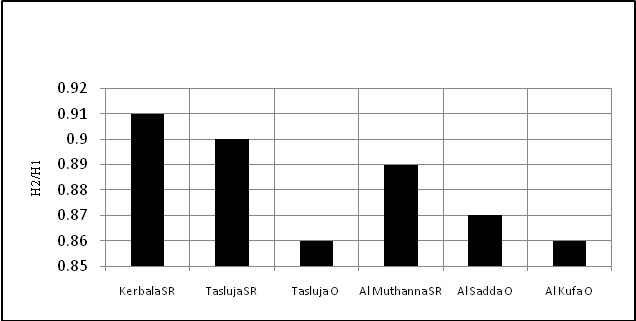 0.92
0.91
0.9
0.89
0.88
0.87
0.86
0.85
H2/H1
Kerbala SR
Tasluja SR
Tasluja O
Al Muthanna SR
Al Sadda O
Al Kufa O